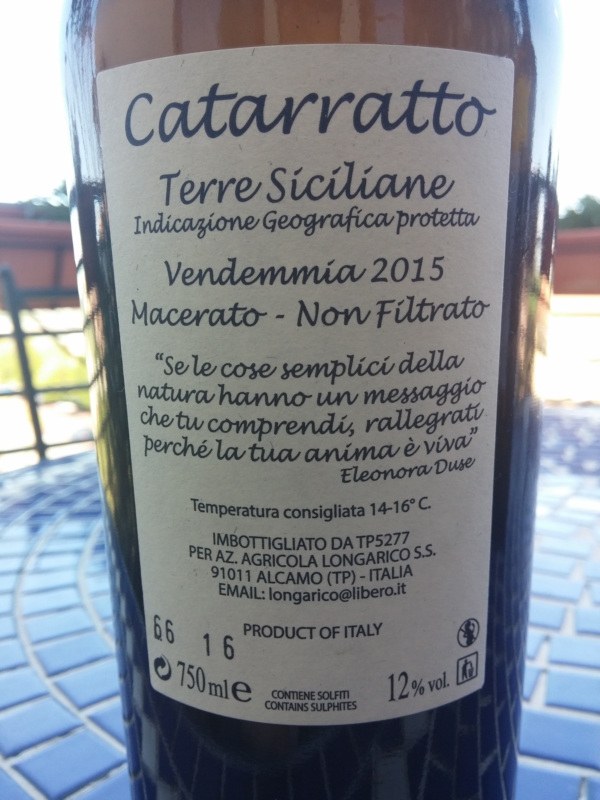 Catarratto
Terre Siciliane
Indicazione Geografica protetta
Vendemmia 2015
Macerato - Non Filtrato
"Se le cose semplici della
natura hanno un messaggio
che tu comprendi, rallegrati
perché la tua anima è viva"
Eleonora Duse
Temperatura consigliata 14-16° C.
IMBOTTIGLIATO DA TP5277
PER AZ. AGRICOLA LONGARICO S.S.
91011 ALCAMO (TP) - ITALIA
EMAIL: longarico@libero.it
66 16
PRODUCT OF ITALY
750 ml e
CONTIENE SOLFITI
CONTAINS SULPHITES
12% vol.